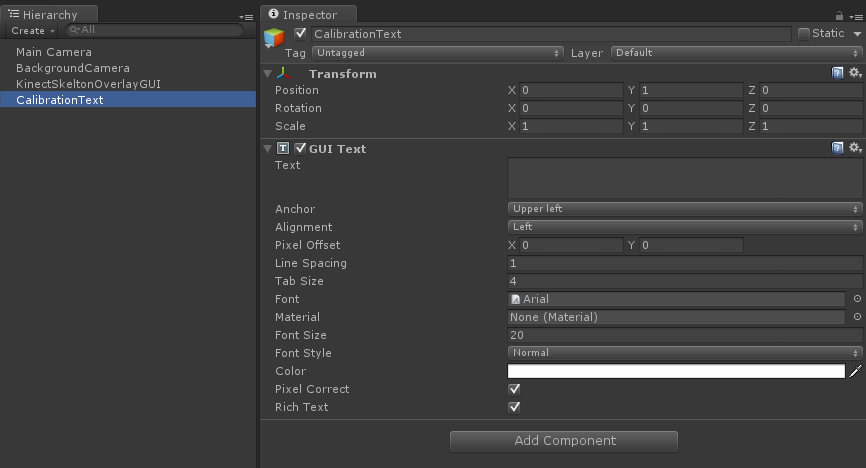 Hierarchy
Create All
Main Camera
BackgroundCamera
KinectSkeltonOverlayGUI
CalibrationText
Inspector
CalibrationText Static
Tag Untagged Layer Default
Transform
Position X 0 Y 1 Z 0
Rotation X 0 Y 0 Z 0
Scale X 1 Y 1 Z 1
GUI Text
Text
Anchor Upper left
Alignment Left
Pixel Offset X 0 Y 0
Line Spacing 1
Tab Size 4
Font Arial
Material None (Material)
Font Size 20
Font Style Normal
Color
Pixel Correct
Rich Text
Add Component